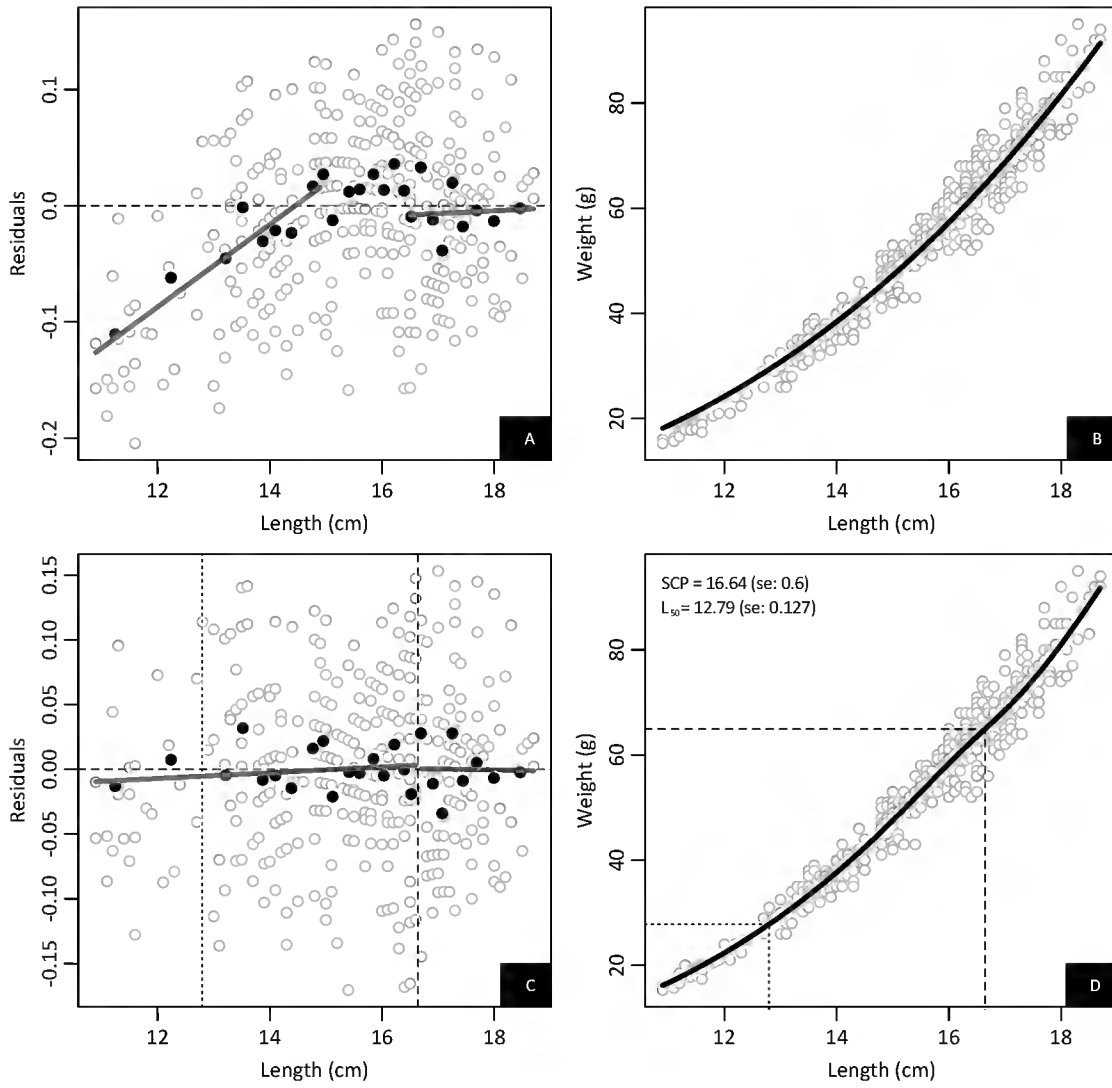 0.1
0.0
-0.1
-0.2
Residuals
12 14 16 18
Length (cm)
A
80
60
40
20
Weight (g)
12 14 16 18
Length (cm)
B
0.15
0.10
0.05
0.00
-0.05
-0.10
-0.15
Residuals
12 14 16 18
Length (cm)
C
SCP = 16.64 (se: 0.6)
L50= 12.79 (se: 0.127)
80
60
40
20
Weight (g)
12 14 16 18
Length (cm)
D